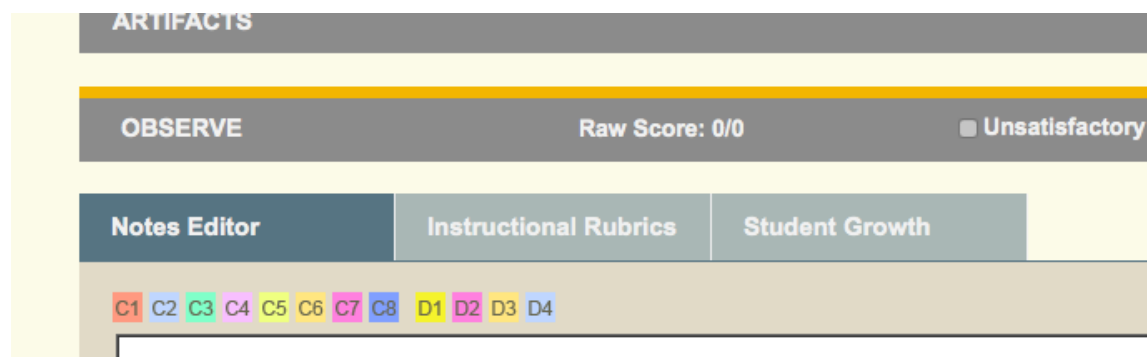 ARTIFACTS
OBSERVE Raw Score: 0/0 Unsatisfactory
Notes Editor Instructional Rubrics Student Growth
C1 C2 C3 C4 C5 C6 C7 C8 D1 D2 D3 D4